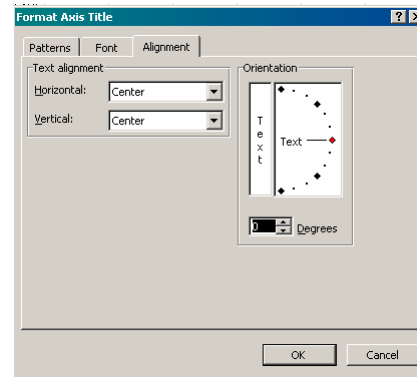 Format Axis Title
Patterns Font Alignment
Text alignment
Horizontal: Center
Vertical: Center
Orientation
T
e
x
t
Text
0 Degrees
OK Cancel